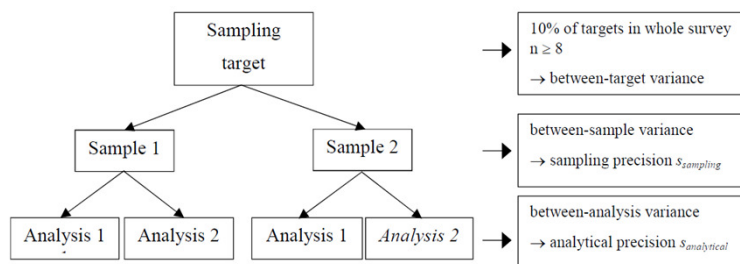 Sampling
target
10% of targets in whole survey
n ≥ 8
→ between-target variance
Sample 1
Sample 2
between-sample variance
→ sampling precision s_sampling
Analysis 1
Analysis 2
Analysis 1
Analysis 2
between-analysis variance
→ analytical precision s_analytical